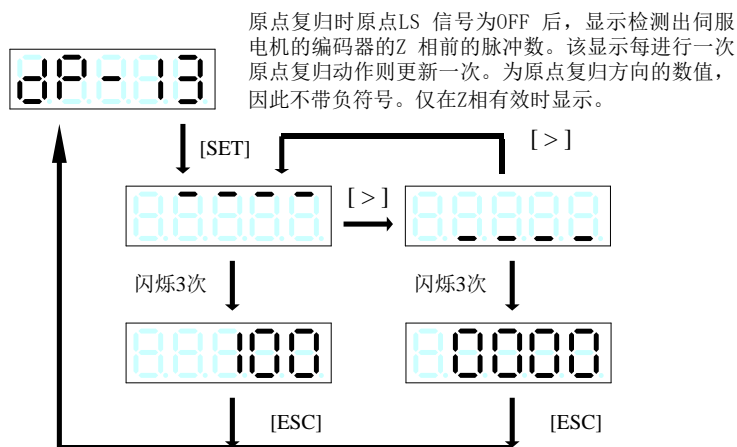 原点复归时原点LS 信号为OFF 后，显示检测出伺服
电机的编码器的Z 相前的脉冲数。该显示每进行一次
原点复归动作则更新一次。为原点复归方向的数值，
因此不带负符号。仅在Z相有效时显示。
dP-13
[SET]
[ > ]
[ > ]
闪烁3次
闪烁3次
100
0000
[ESC]
[ESC]